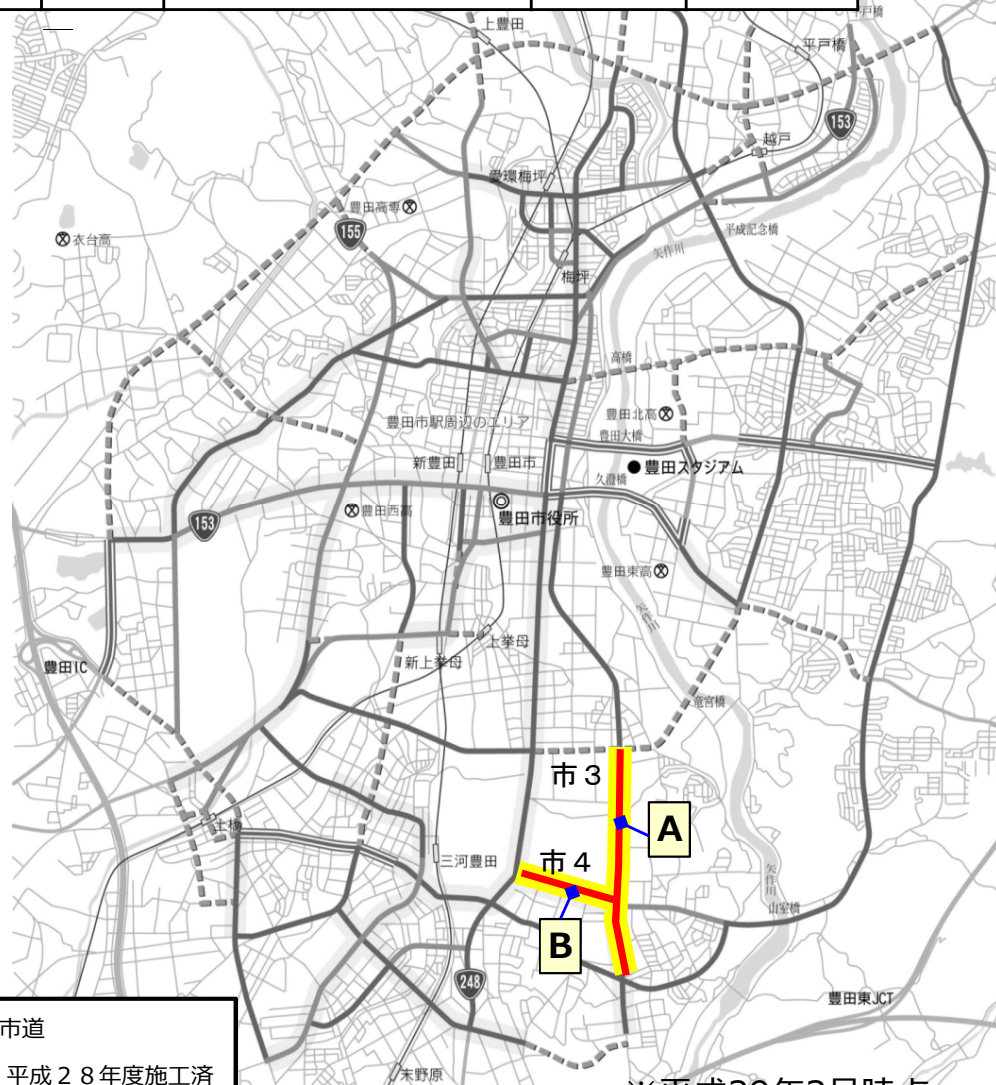 平戸橋
上豊田
平戸橋
153
越戸
愛環梅坪
豊田高専
155
衣台高
平成記念橋
矢作川
梅坪
高橋
豊田北高
豊田市駅周辺のエリア
豊田大橋
新豊田
豊田市
豊田スタジアム
久澄橋
豊田西高
153
豊田市役所
豊田東高
矢作川
上挙母
新上挙母
豊田IC
竜宮橋
市3
A
土橋
三河豊田
市4
矢作川
山室橋
B
248
豊田東JCT
市道
平成28年度施工済
末野原